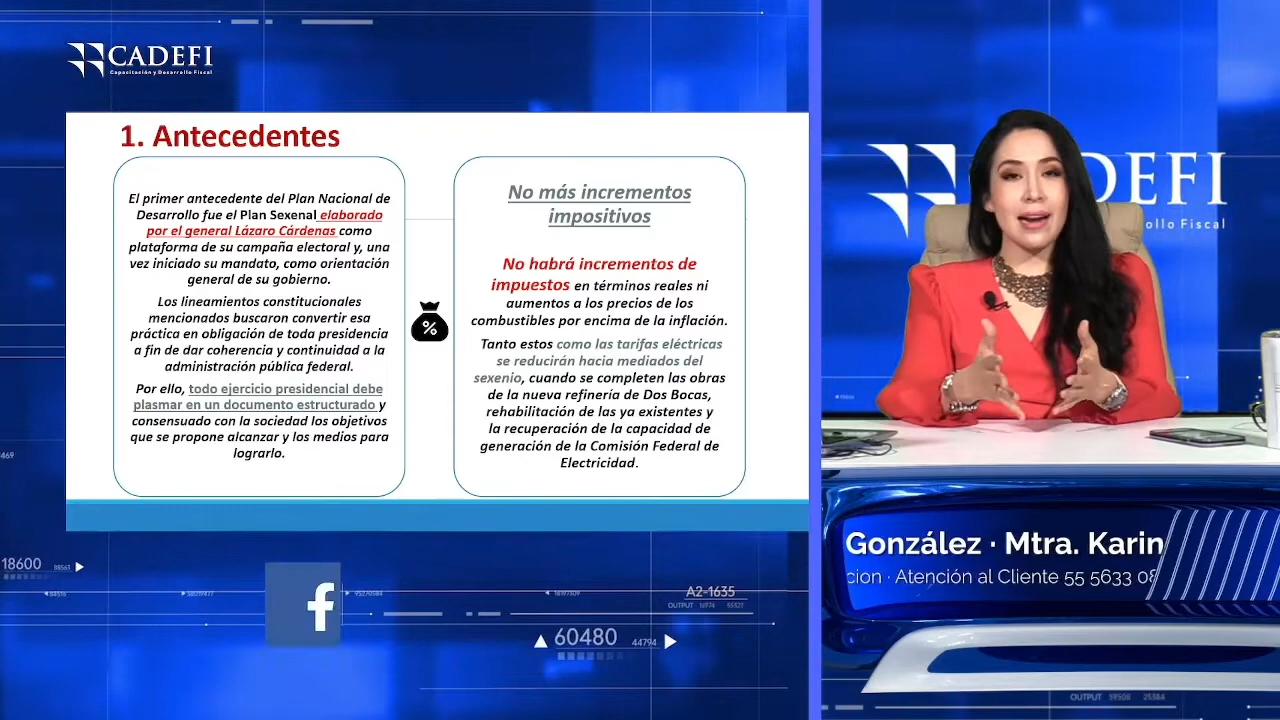 CADEFI
Capacitación y Desarrollo Fiscal
1. Antecedentes
El primer antecedente del Plan Nacional de
Desarrollo fue el Plan Sexenal elaborado
por el general Lázaro Cárdenas como
plataforma de su campaña electoral y, una
vez iniciado su mandato, como orientación
general de su gobierno.
Los lineamientos constitucionales
mencionados buscaron convertir esa
práctica en obligación de toda presidencia
a fin de dar coherencia y continuidad a la
administración pública federal.
Por ello, todo ejercicio presidencial debe
plasmar en un documento estructurado y
consensuado con la sociedad los objetivos
que se propone alcanzar y los medios para
lograrlo.
%
No más incrementos
impositivos
No habrá incrementos de
impuestos en términos reales ni
aumentos a los precios de los
combustibles por encima de la inflación.
Tanto estos como las tarifas eléctricas
se reducirán hacia mediados del
sexenio, cuando se completen las obras
de la nueva refinería de Dos Bocas,
rehabilitación de las ya existentes y
la recuperación de la capacidad de
generación de la Comisión Federal de
Electricidad.
DEFI
ollo Fiscal
González · Mtra. Karin
cion · Atención al Cliente 55 5633 08
18600
f
A2-1635
OUTPUT
60480 44794
OUTPUT